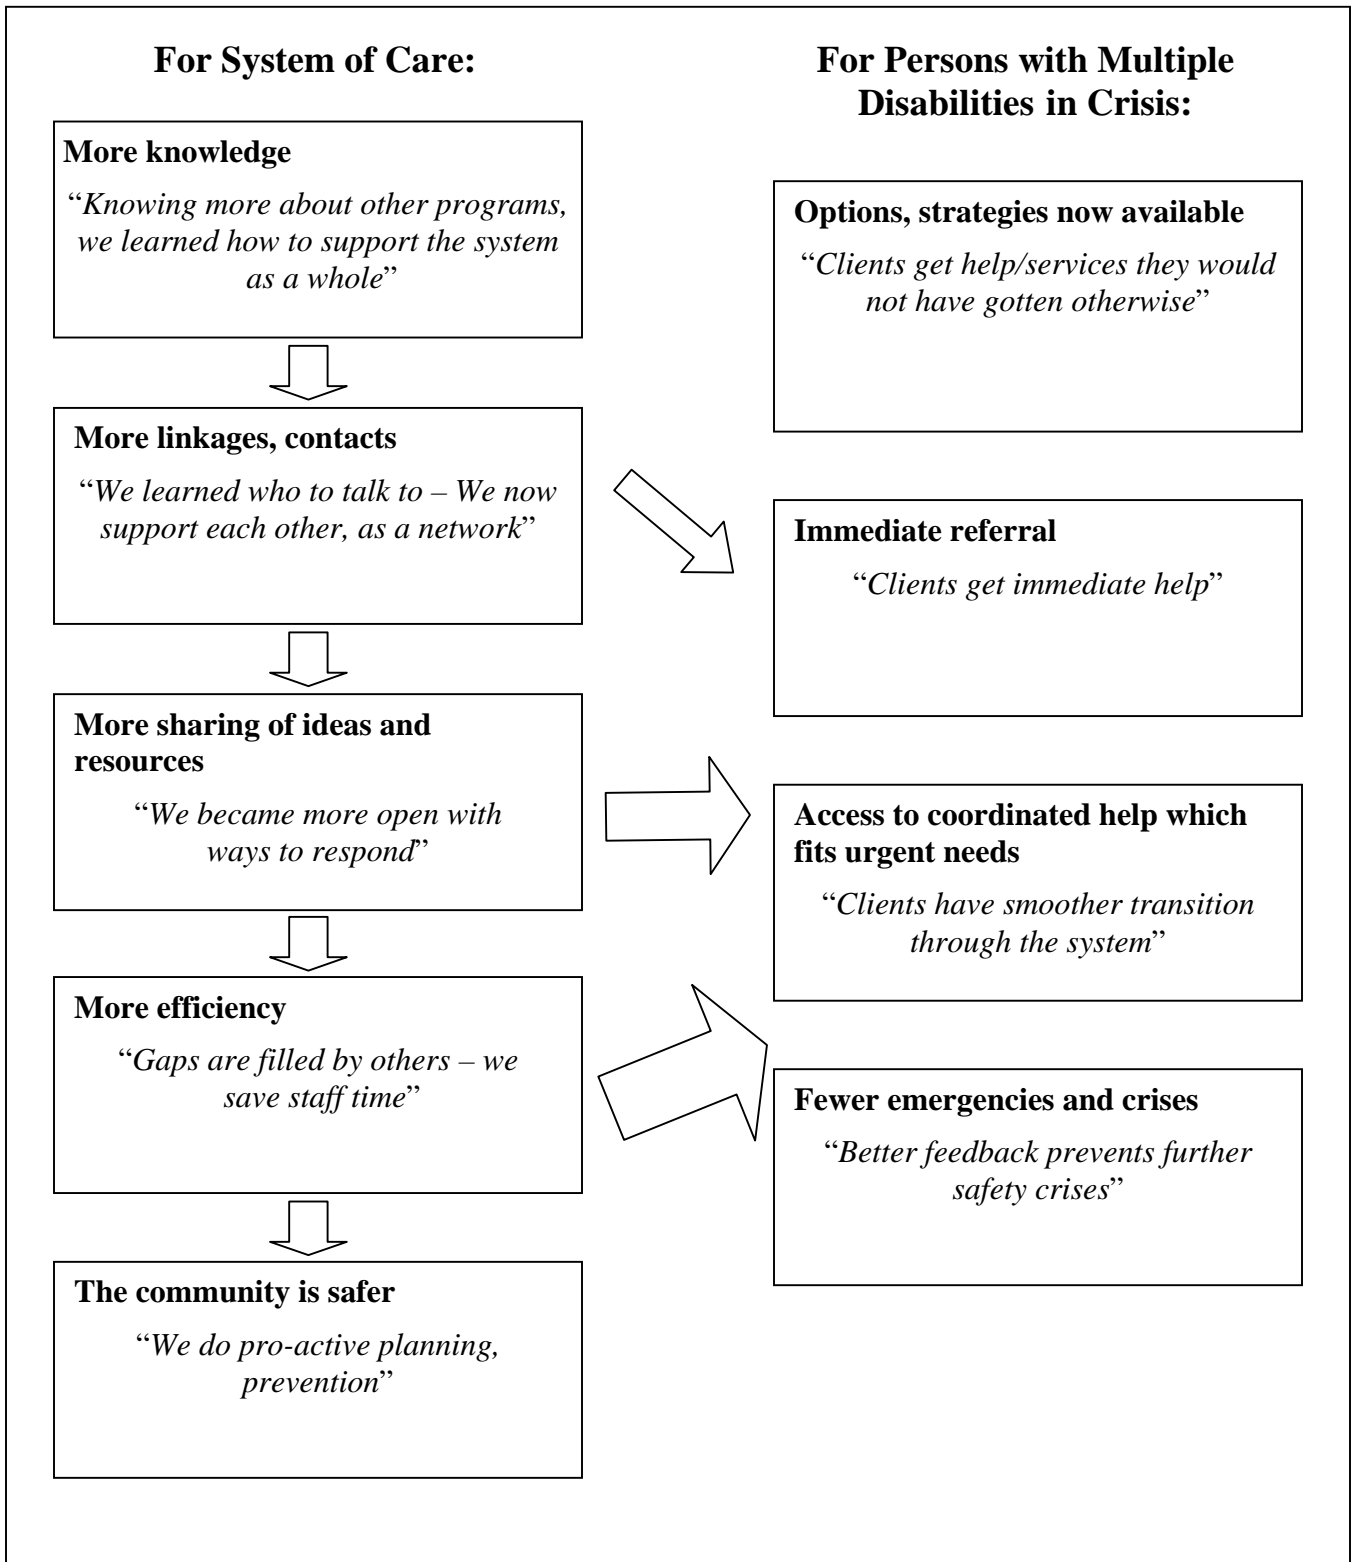 For System of Care:
More knowledge
“Knowing more about other programs,
we learned how to support the system
as a whole”
More linkages, contacts
“We learned who to talk to – We now
support each other, as a network”
More sharing of ideas and
resources
“We became more open with
ways to respond”
More efficiency
“Gaps are filled by others – we
save staff time”
The community is safer
“We do pro-active planning,
prevention”
For Persons with Multiple
Disabilities in Crisis:
Options, strategies now available
“Clients get help/services they would
not have gotten otherwise”
Immediate referral
“Clients get immediate help”
Access to coordinated help which
fits urgent needs
“Clients have smoother transition
through the system”
Fewer emergencies and crises
“Better feedback prevents further
safety crises”